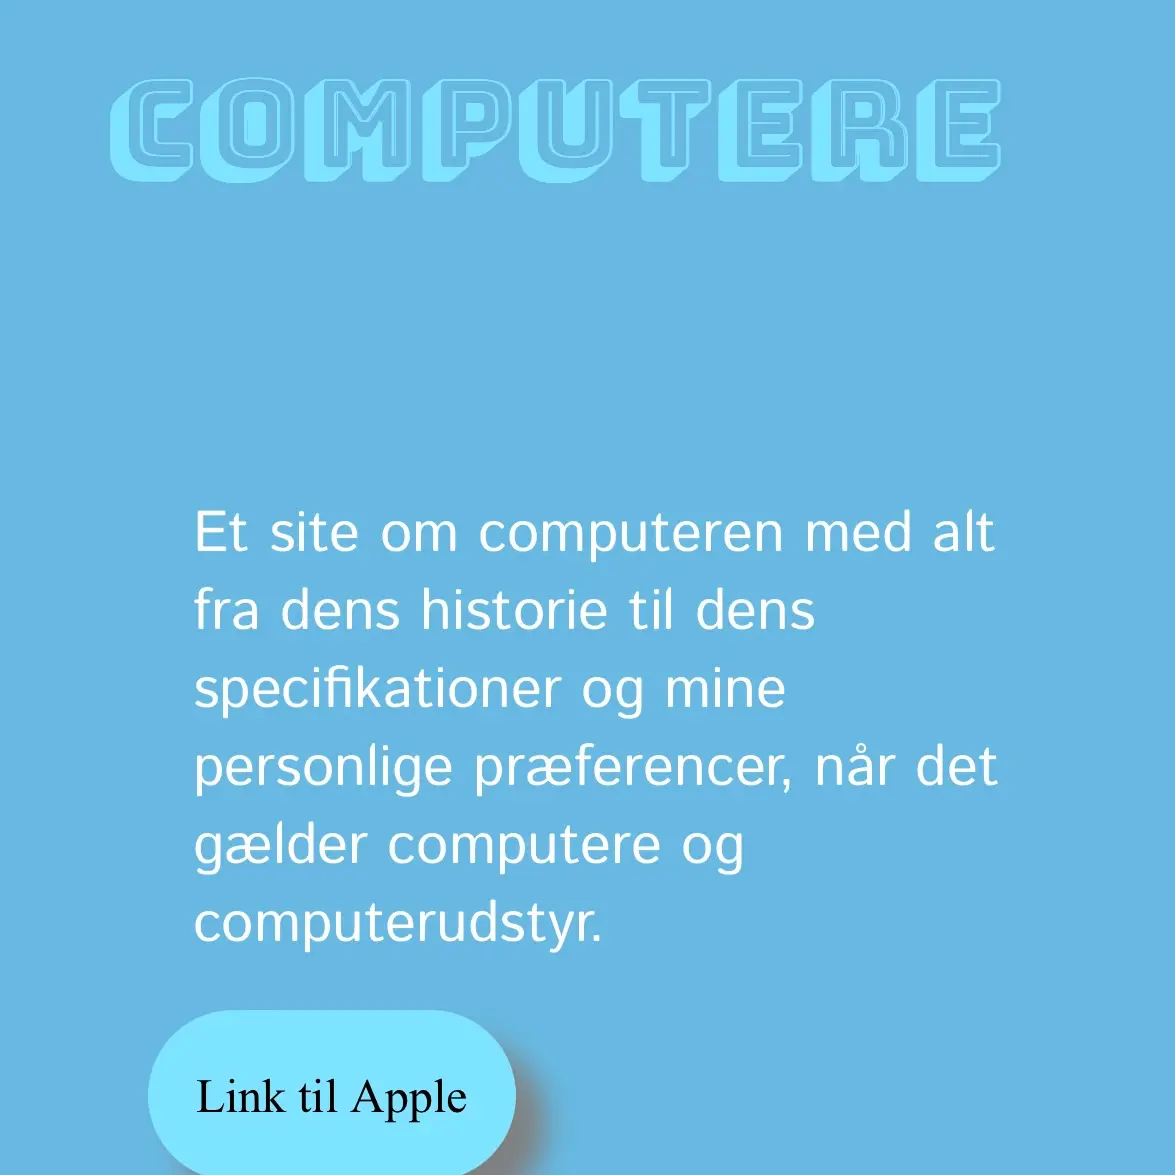 COMPUTERE
Et site om computeren med alt
fra dens historie til dens
specifikationer og mine
personlige præferencer, når det
gælder computere og
computerudstyr.
Link til Apple